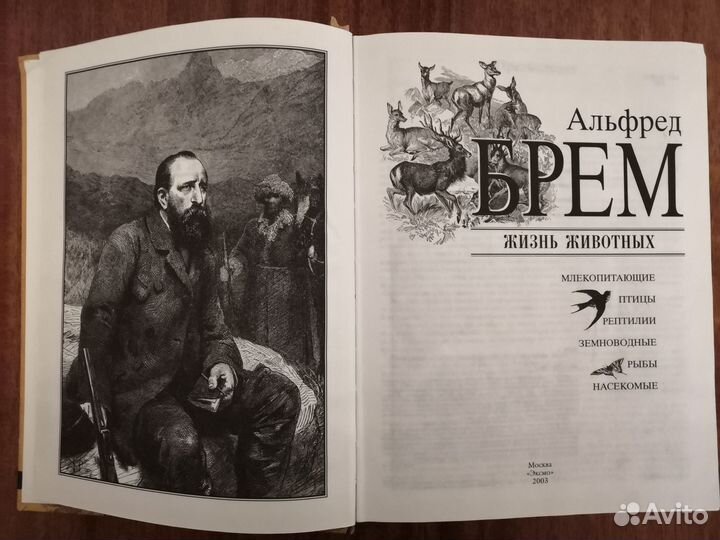 Альфред
БРЕМ
ЖИЗНЬ ЖИВОТНЫХ
МЛЕКОПИТАЮЩИЕ
ПТИЦЫ
РЕПТИЛИИ
ЗЕМНОВОДНЫЕ
РЫБЫ
НАСЕКОМЫЕ
Москва
«Эксмо»
2003
Avito